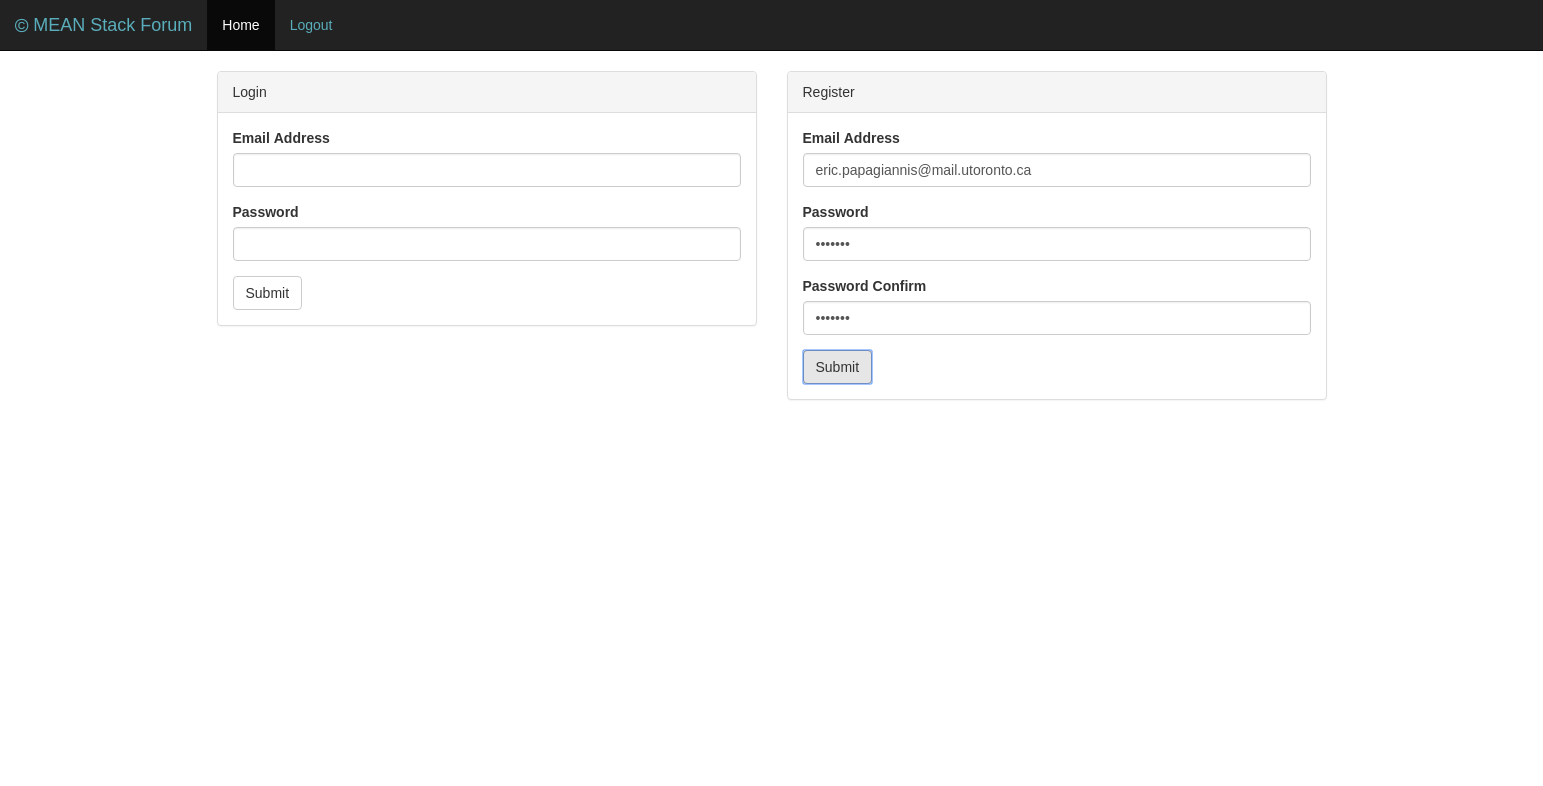 © MEAN Stack Forum Home Logout
Login
Email Address
Password
Submit
Register
Email Address
eric.papagiannis@mail.utoronto.ca
Password
•••••••
Password Confirm
•••••••
Submit